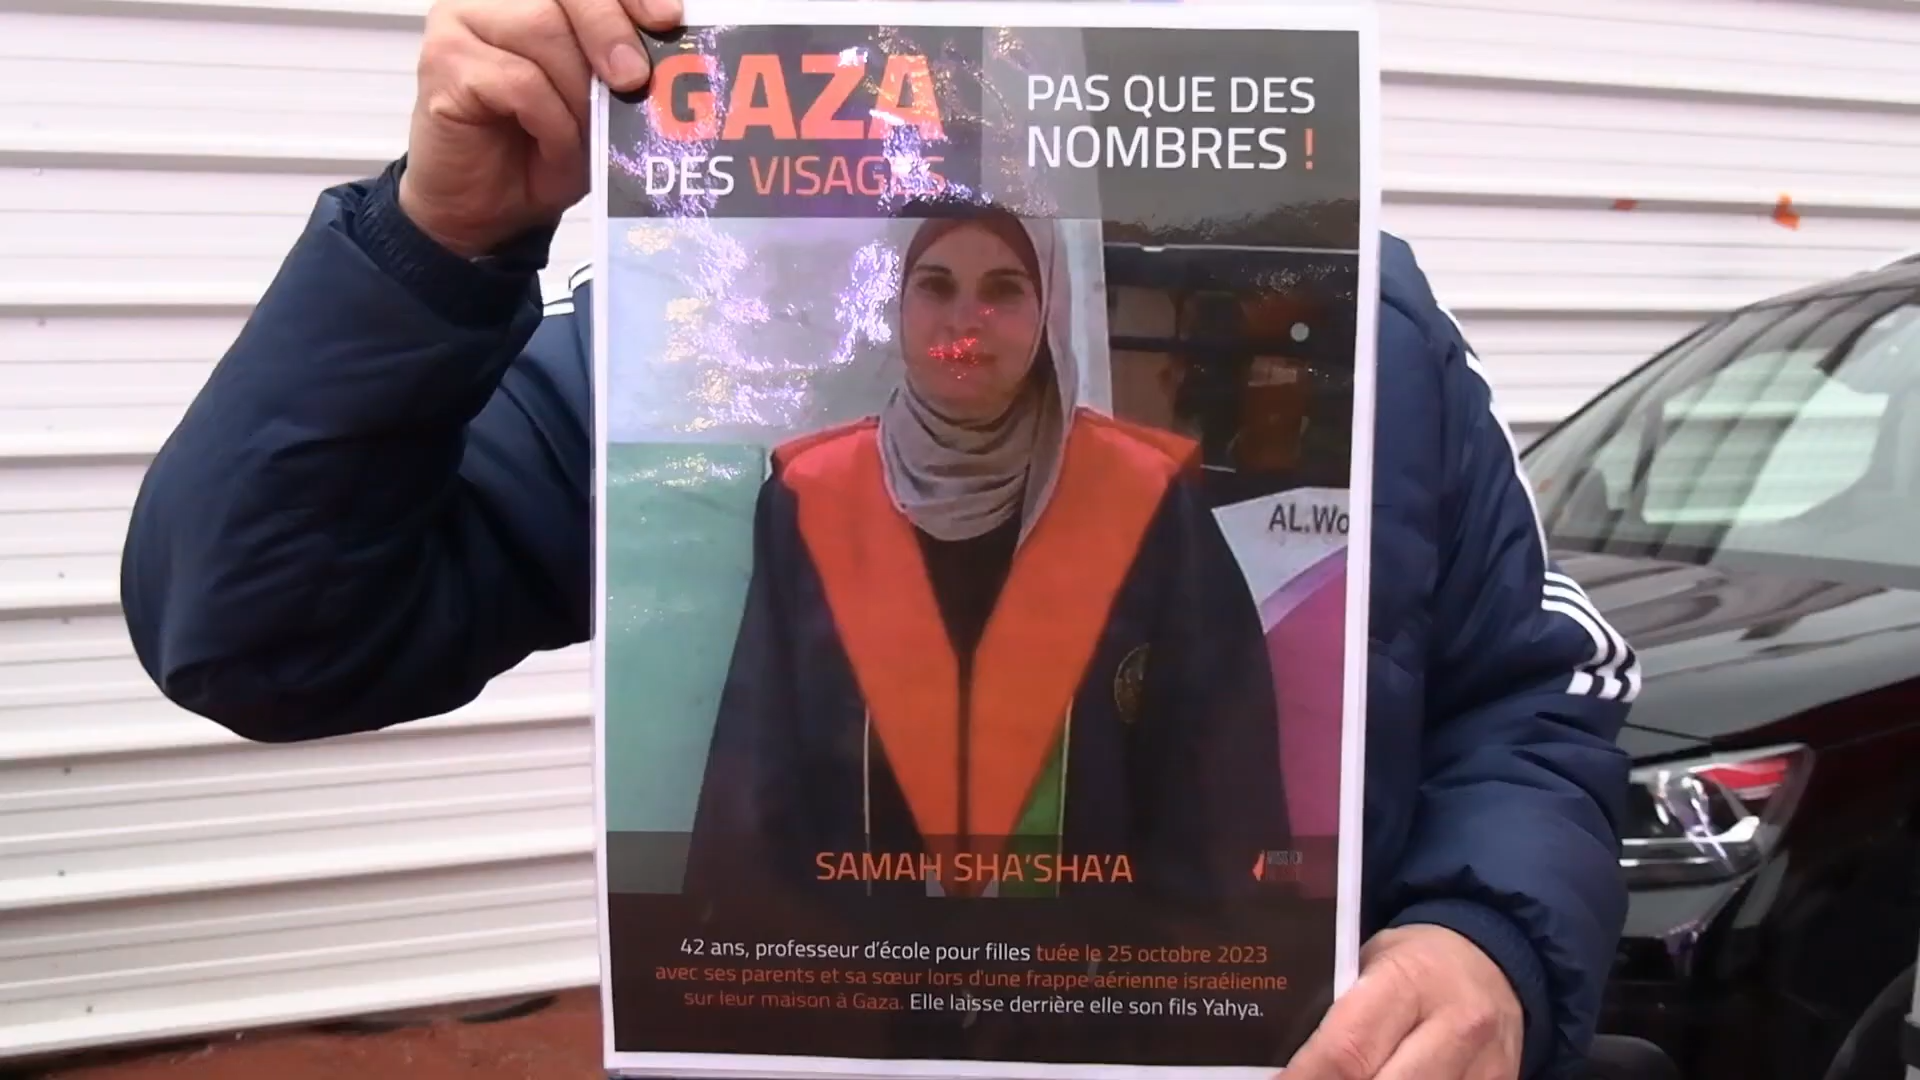 GAZA
DES VISAGES
PAS QUE DES
NOMBRES !
AL.Wo
SAMAH SHA'SHA'A
42 ans, professeur d'école pour filles tuée le 25 octobre 2023
avec ses parents et sa sœur lors d'une frappe aérienne israélienne
sur leur maison à Gaza. Elle laisse derrière elle son fils Yahya.